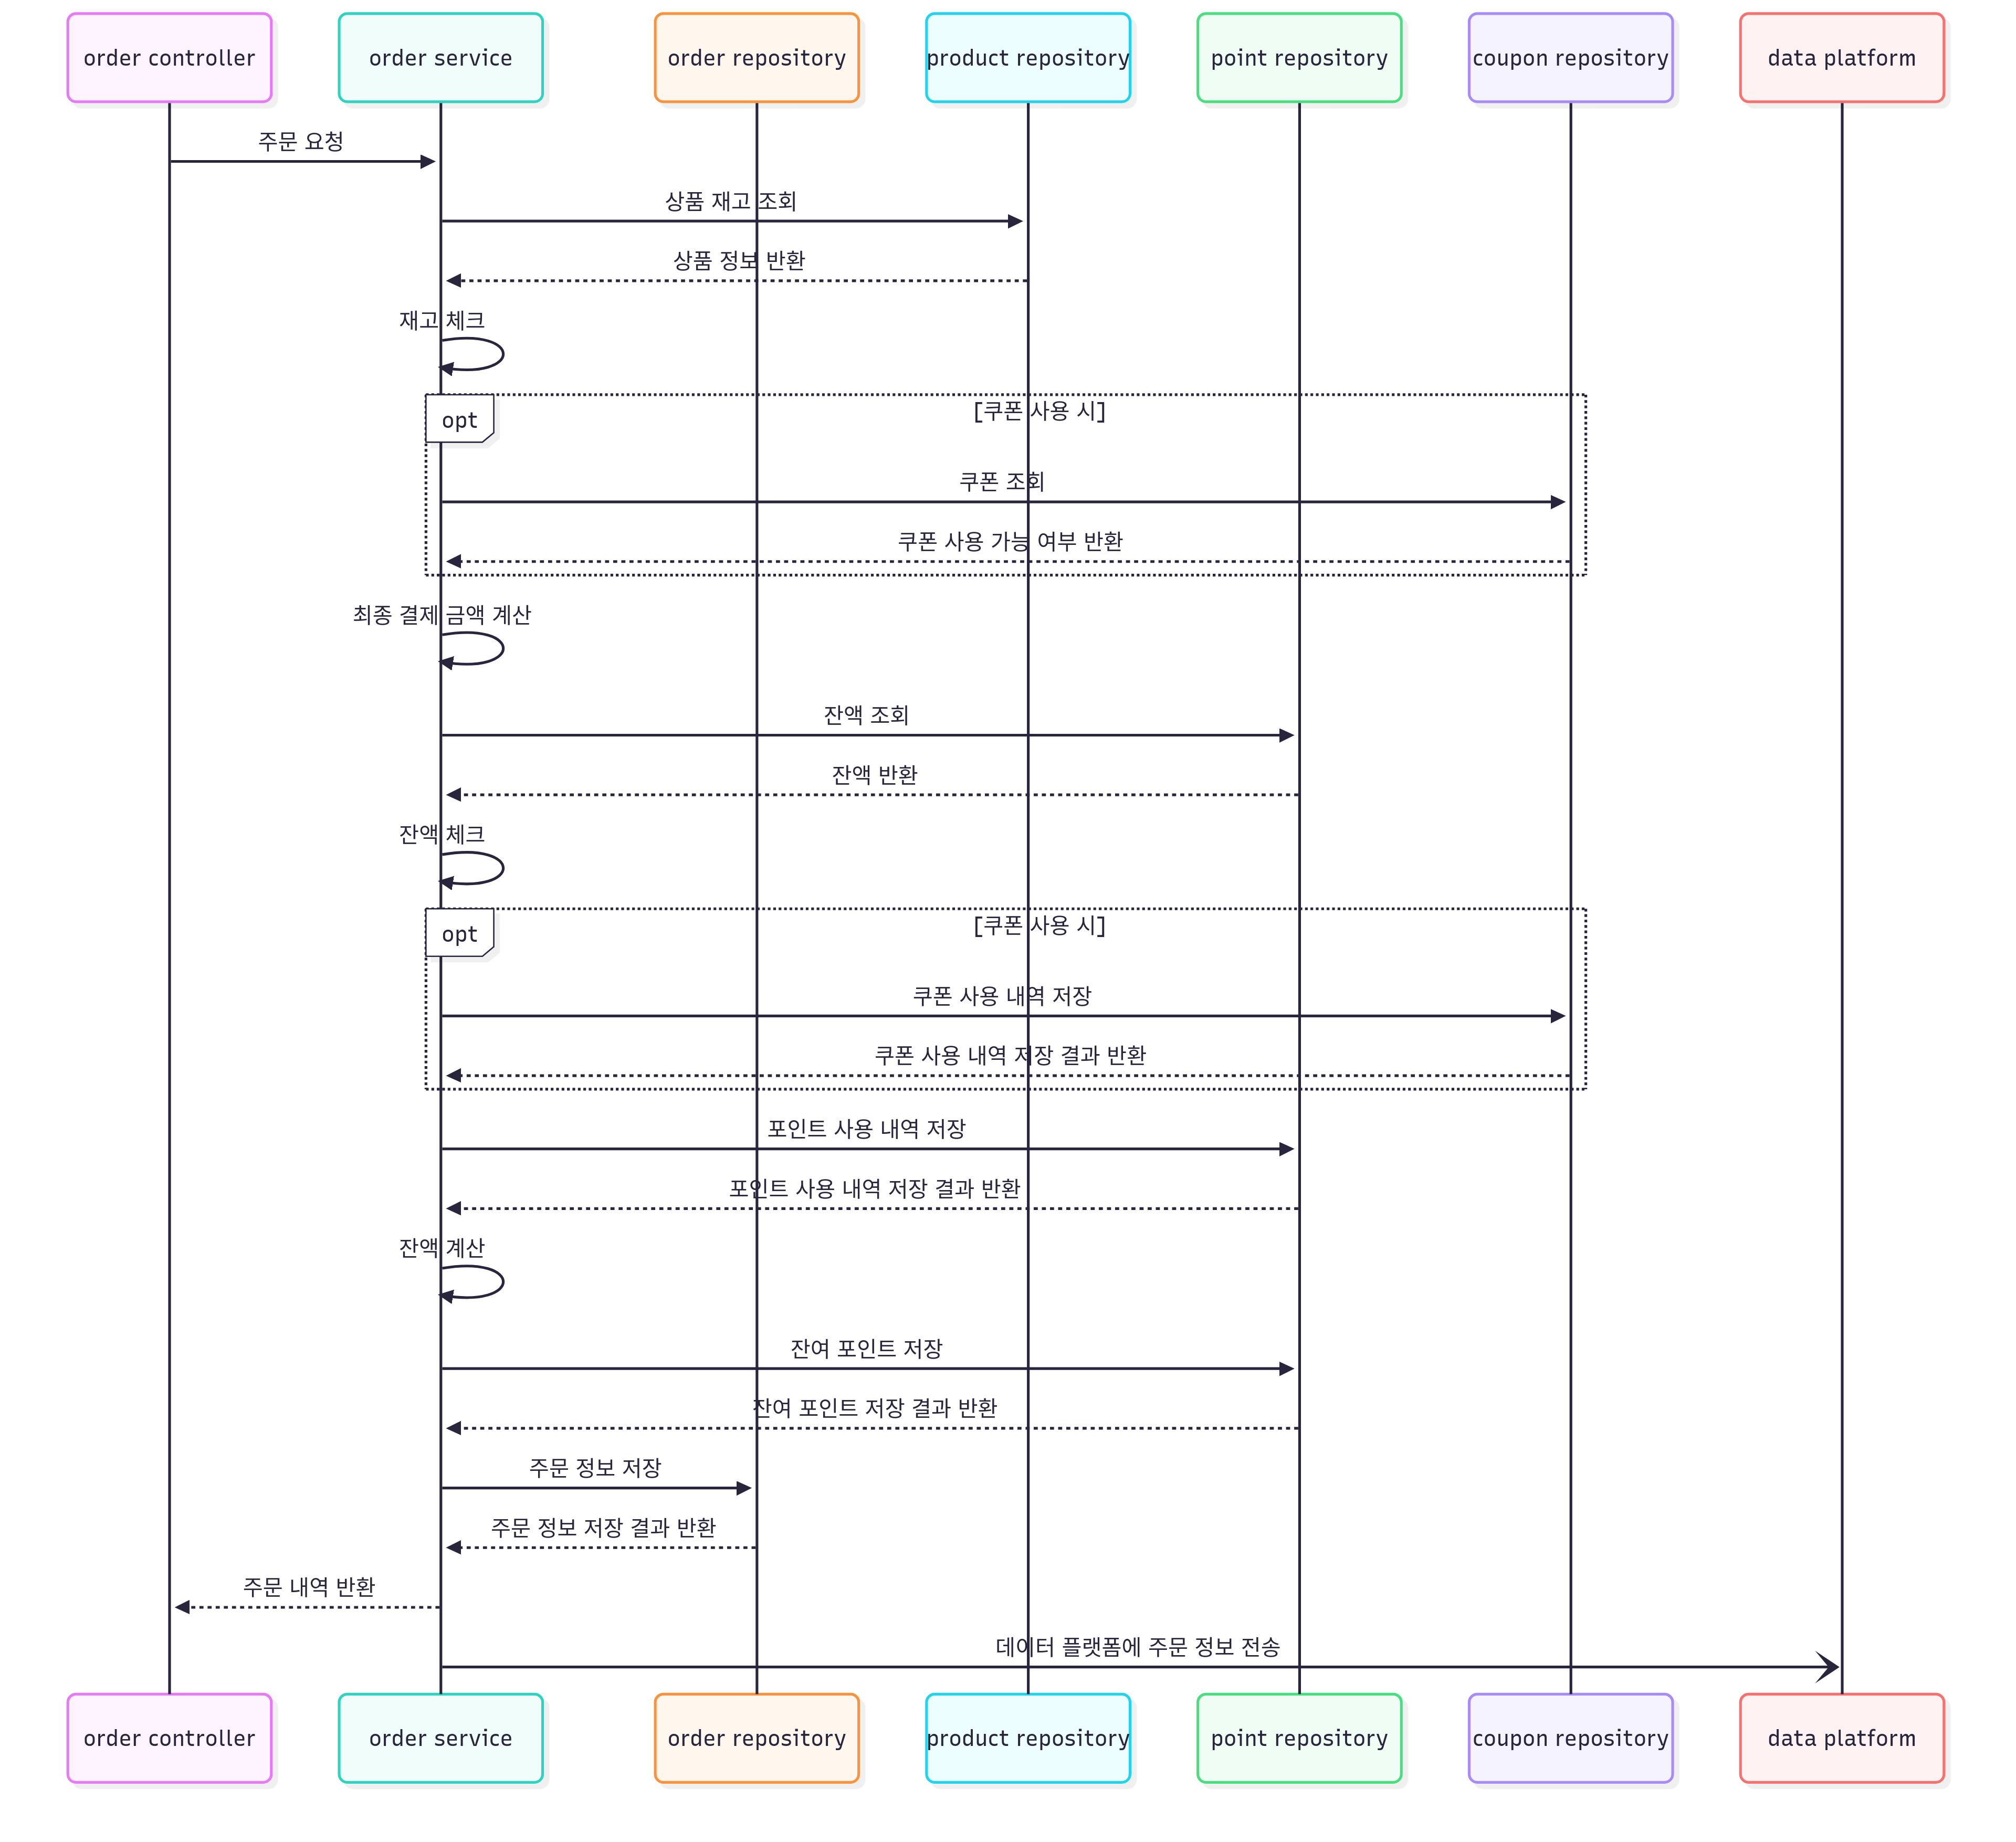 order controller
order service
order repository
product repository
point repository
coupon repository
data platform
주문 요청
상품 재고 조회
상품 정보 반환
재고 체크
opt
[쿠폰 사용 시]
쿠폰 조회
쿠폰 사용 가능 여부 반환
최종 결제 금액 계산
잔액 조회
잔액 반환
잔액 체크
opt
[쿠폰 사용 시]
쿠폰 사용 내역 저장
쿠폰 사용 내역 저장 결과 반환
포인트 사용 내역 저장
포인트 사용 내역 저장 결과 반환
잔액 계산
잔여 포인트 저장
잔여 포인트 저장 결과 반환
주문 정보 저장
주문 정보 저장 결과 반환
주문 내역 반환
데이터 플랫폼에 주문 정보 전송
order controller
order service
order repository
product repository
point repository
coupon repository
data platform